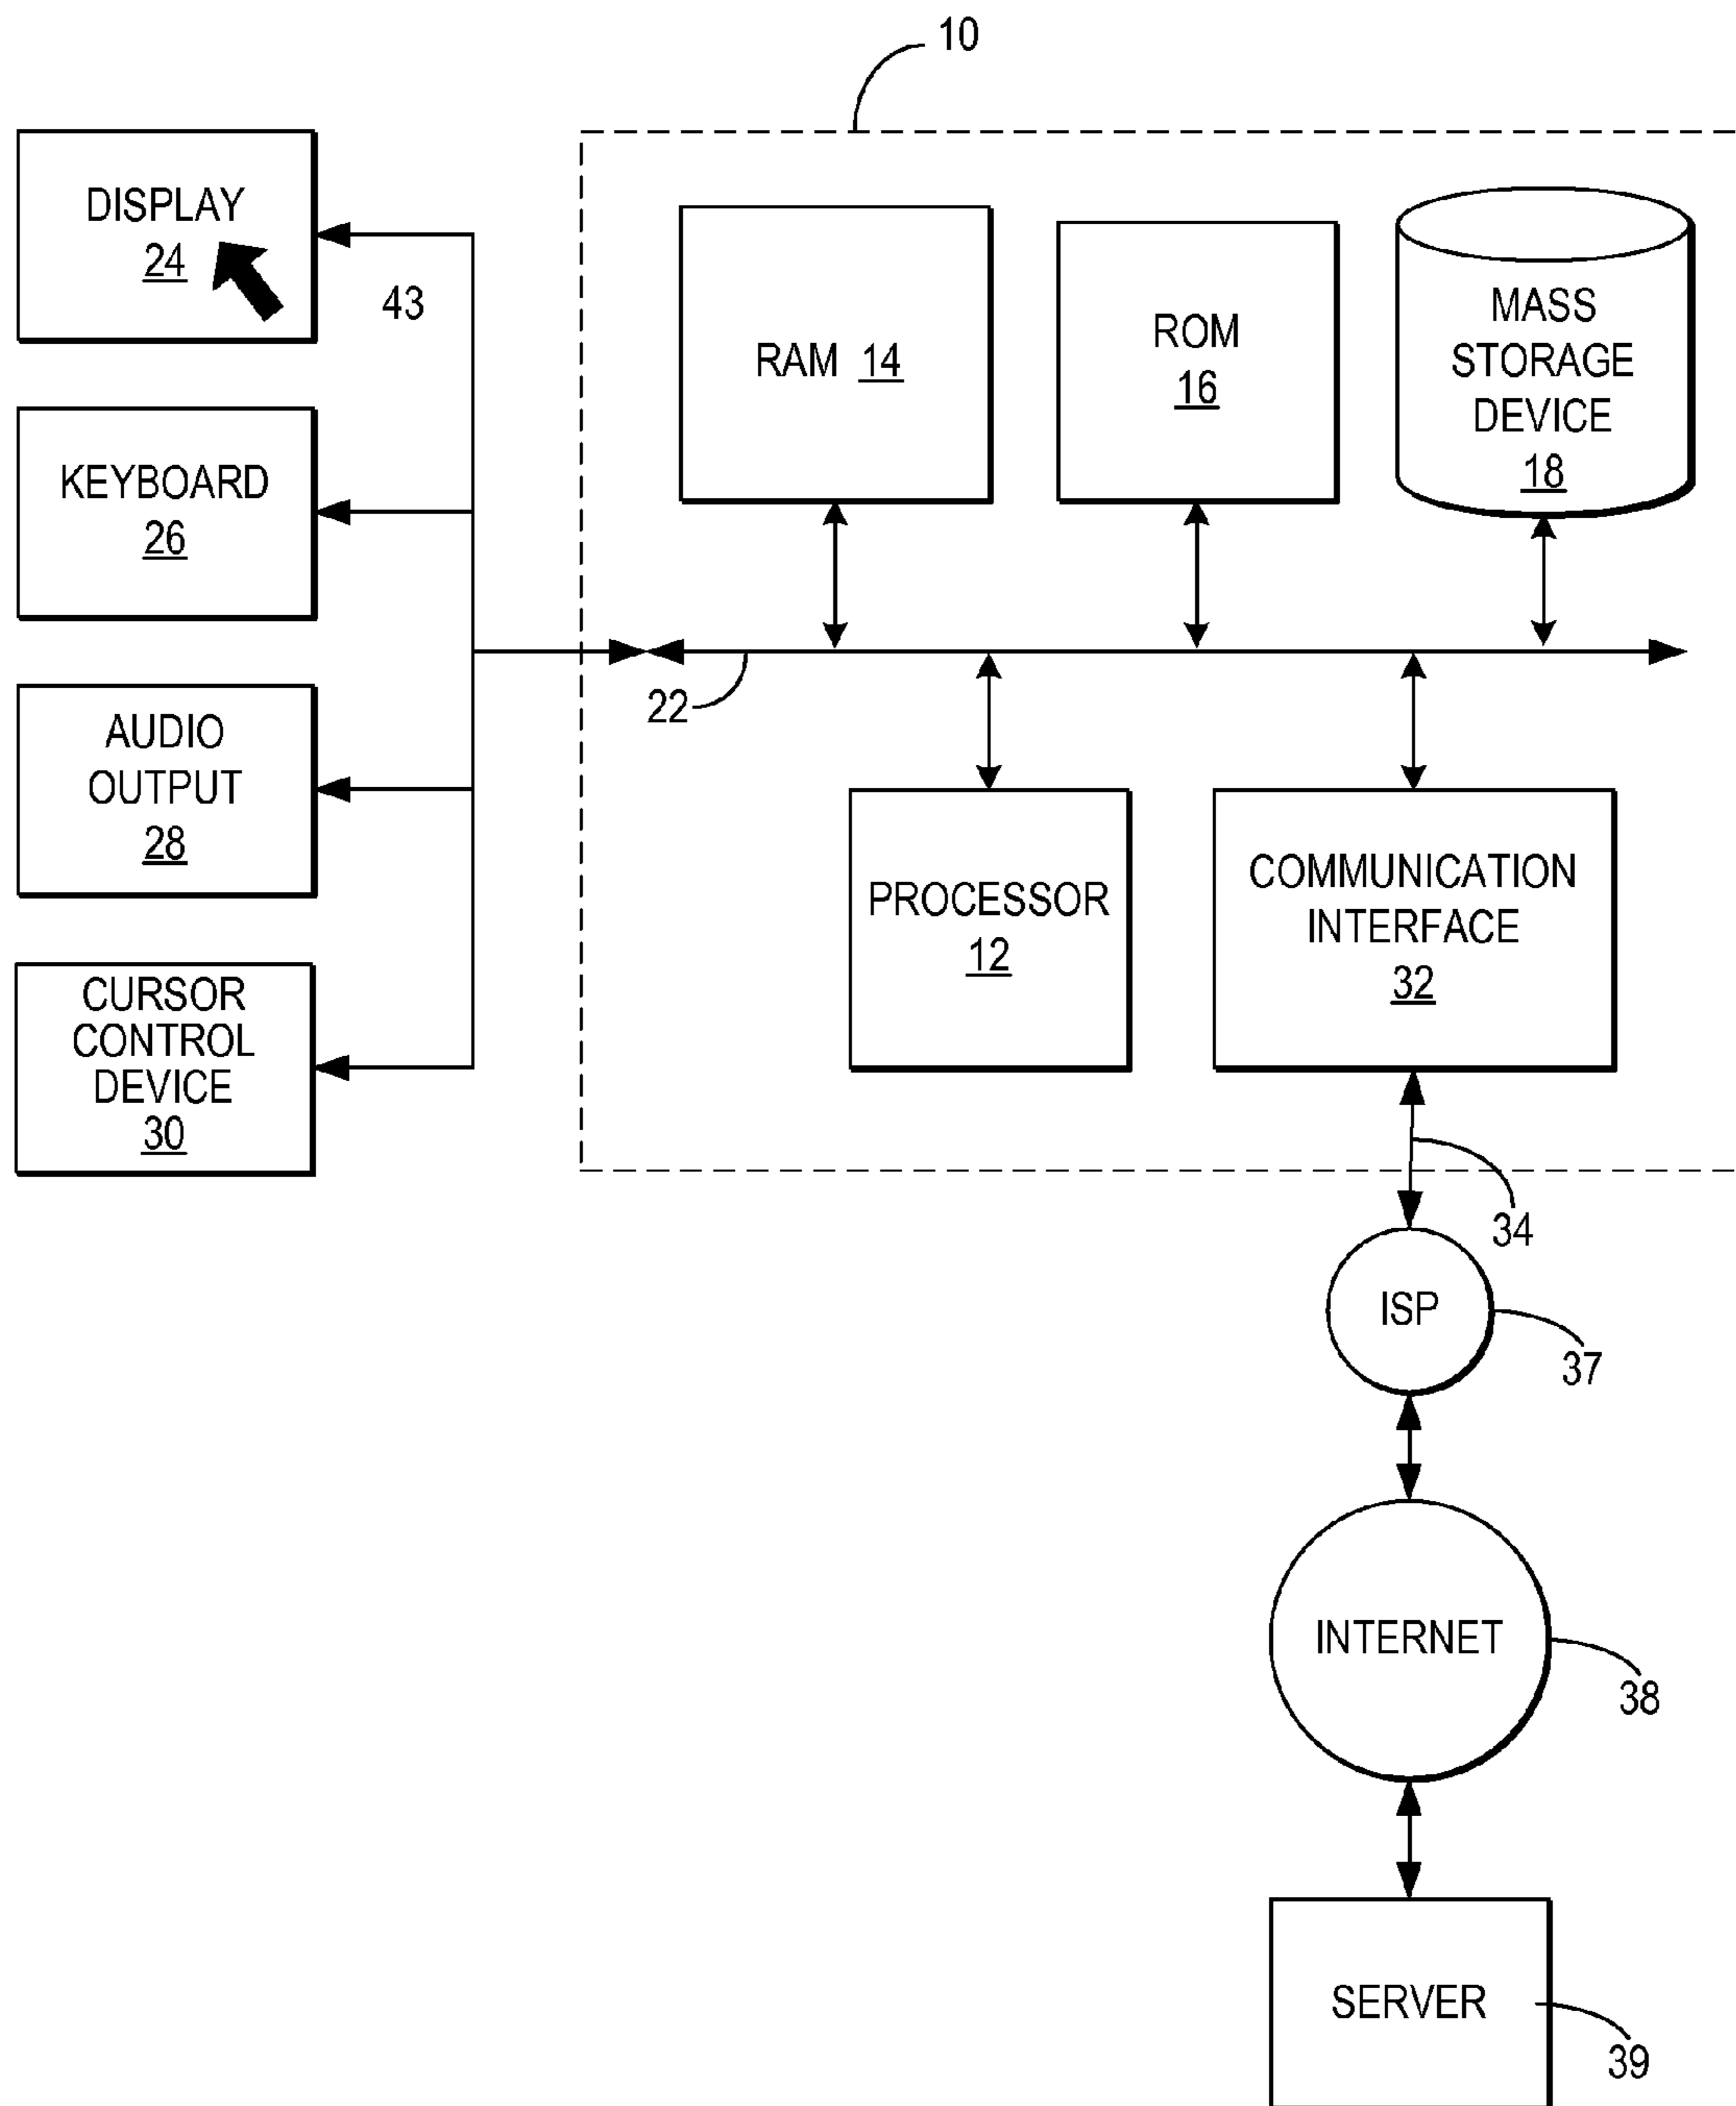 10
DISPLAY
24
43
KEYBOARD
26
AUDIO
OUTPUT
28
CURSOR
CONTROL
DEVICE
30
RAM 14
ROM
16
MASS
STORAGE
DEVICE
18
22
PROCESSOR
12
COMMUNICATION
INTERFACE
32
34
ISP
37
INTERNET
38
SERVER
39